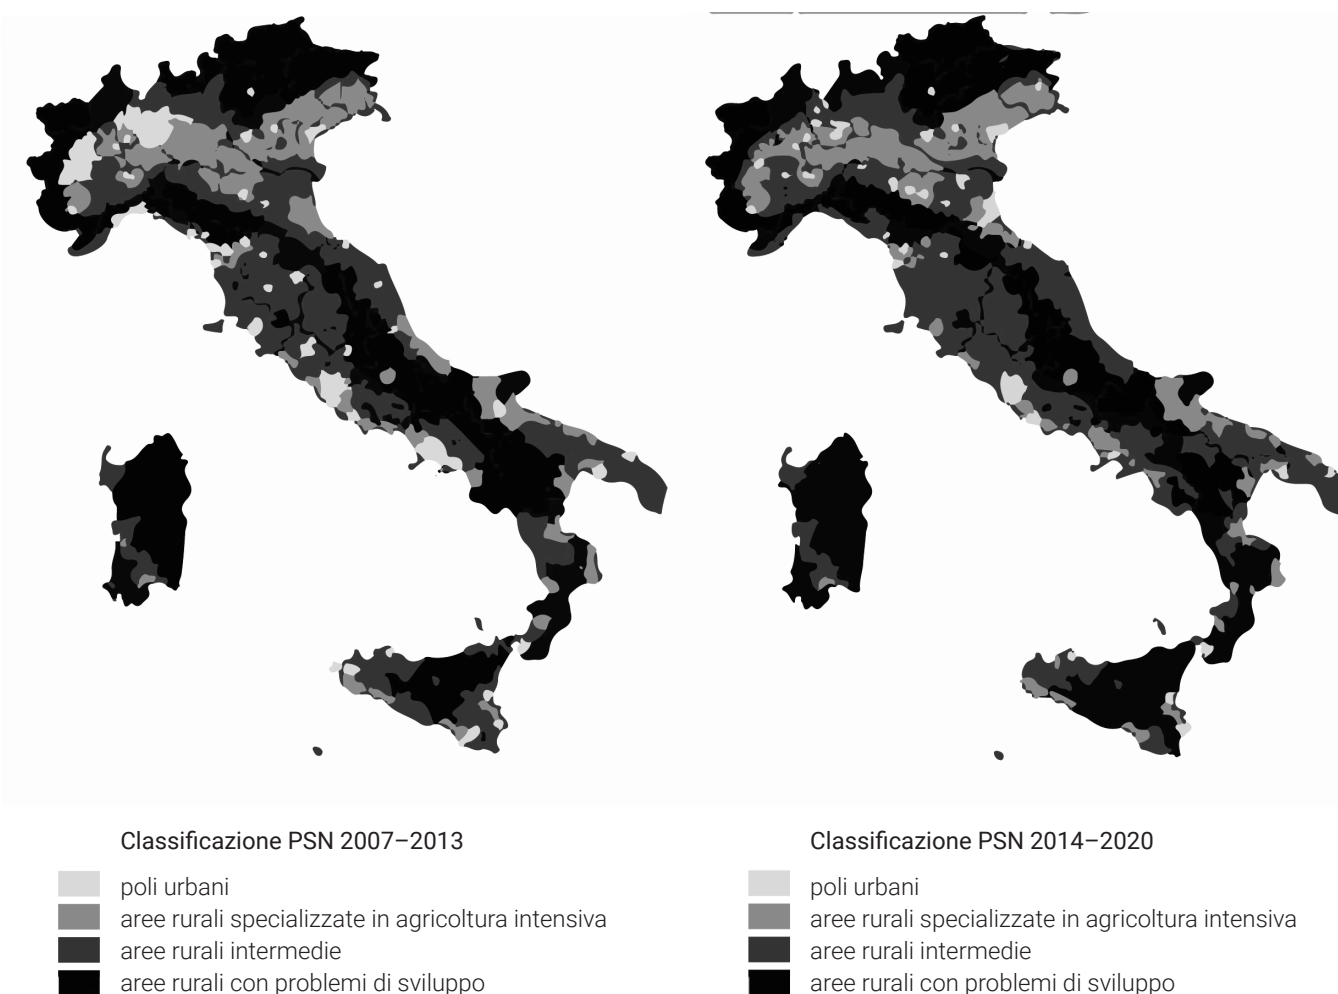 Classificazione PSN 2007–2013
poli urbani
aree rurali specializzate in agricoltura intensiva
aree rurali intermedie
aree rurali con problemi di sviluppo
Classificazione PSN 2014–2020
poli urbani
aree rurali specializzate in agricoltura intensiva
aree rurali intermedie
aree rurali con problemi di sviluppo